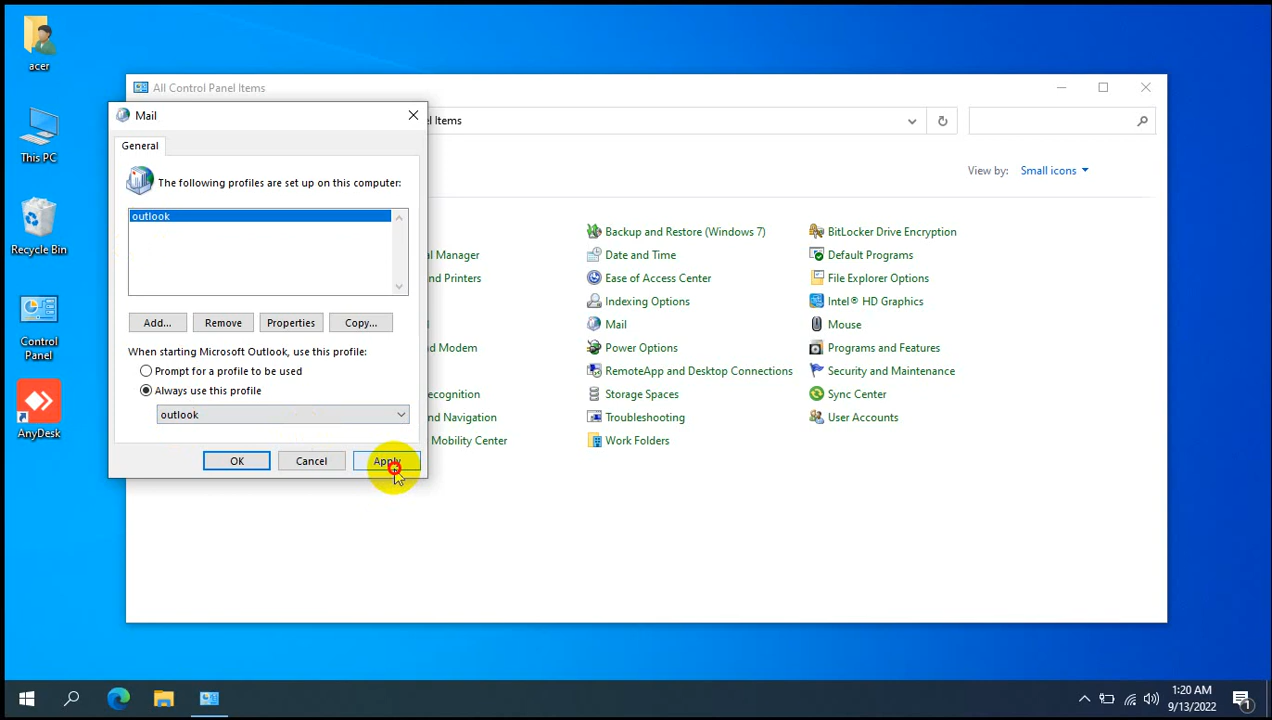 acer
This PC
Recycle Bin
Control
Panel
AnyDesk
All Control Panel Items
el Items
View by: Small icons
Mail
General
The following profiles are set up on this computer:
outlook
Add...
Remove
Properties
Copy...
When starting Microsoft Outlook, use this profile:
Prompt for a profile to be used
Always use this profile
outlook
OK
Cancel
Apply
Backup and Restore (Windows 7)
BitLocker Drive Encryption
al Manager
Date and Time
Default Programs
nd Printers
Ease of Access Center
File Explorer Options
Indexing Options
Intel® HD Graphics
Mail
Mouse
nd Modem
Power Options
Programs and Features
RemoteApp and Desktop Connections
Security and Maintenance
ecognition
Storage Spaces
Sync Center
nd Navigation
Troubleshooting
User Accounts
Mobility Center
Work Folders
1:20 AM
9/13/2022
1